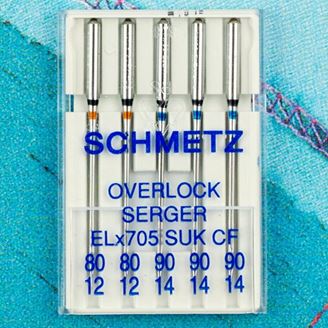 SCHMETZ
OVERLOCK
SERGER
ELx705 SUK CF
80 80 90 90 90
12 12 14 14 14